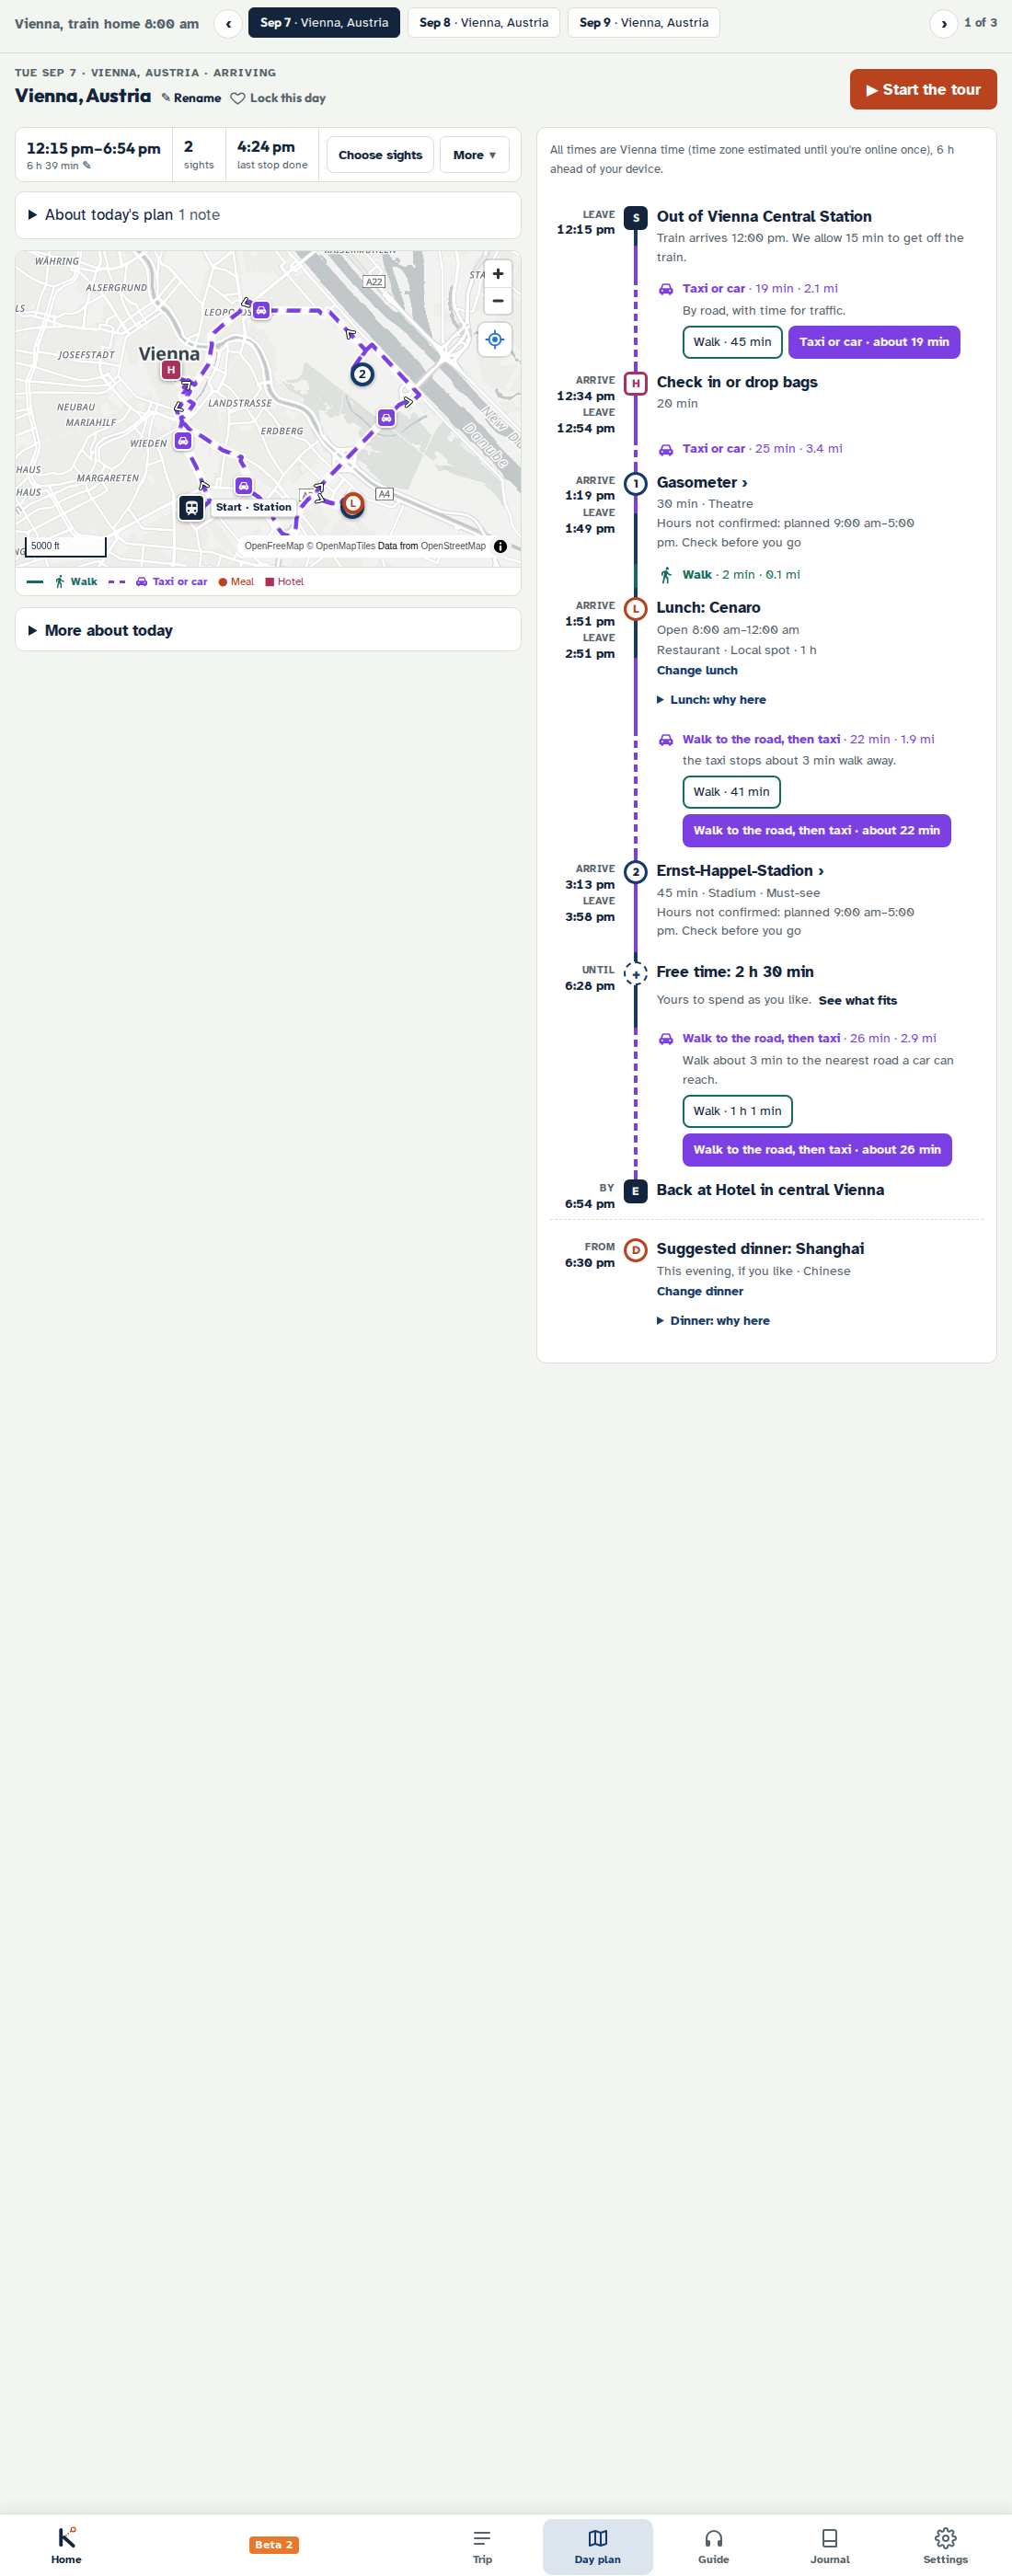 Vienna, train home 8:00 am
‹
Sep 7 · Vienna, Austria
Sep 8 · Vienna, Austria
Sep 9 · Vienna, Austria
›
1 of 3
TUE SEP 7 · VIENNA, AUSTRIA · ARRIVING
Vienna, Austria
✎ Rename
Lock this day
▶ Start the tour
12:15 pm–6:54 pm
6 h 39 min ✎
2
sights
4:24 pm
last stop done
Choose sights
More ▾
▶ About today's plan 1 note
WÄHRING
ALSERGRUND
A22
JOSEFSTADT
Vienna
H
2
NEUBAU
MARIAHILF
LANDSTRASSE
WIEDEN
ERDBERG
Danube
HAUS
HAUS
MARGARETEN
Start · Station
L
A4
5000 ft
OpenFreeMap © OpenMapTiles Data from OpenStreetMap
+
−
Walk
Taxi or car
Meal
Hotel
▶ More about today
All times are Vienna time (time zone estimated until you're online once), 6 h
ahead of your device.
LEAVE
12:15 pm
S
Out of Vienna Central Station
Train arrives 12:00 pm. We allow 15 min to get off the
train.
Taxi or car · 19 min · 2.1 mi
By road, with time for traffic.
Walk · 45 min
Taxi or car · about 19 min
ARRIVE
12:34 pm
LEAVE
12:54 pm
H
Check in or drop bags
20 min
Taxi or car · 25 min · 3.4 mi
ARRIVE
1:19 pm
LEAVE
1:49 pm
1
Gasometer ›
30 min · Theatre
Hours not confirmed: planned 9:00 am–5:00
pm. Check before you go
Walk · 2 min · 0.1 mi
ARRIVE
1:51 pm
LEAVE
2:51 pm
L
Lunch: Cenaro
Open 8:00 am–12:00 am
Restaurant · Local spot · 1 h
Change lunch
▶ Lunch: why here
Walk to the road, then taxi · 22 min · 1.9 mi
the taxi stops about 3 min walk away.
Walk · 41 min
Walk to the road, then taxi · about 22 min
ARRIVE
3:13 pm
LEAVE
3:58 pm
2
Ernst-Happel-Stadion ›
45 min · Stadium · Must-see
Hours not confirmed: planned 9:00 am–5:00
pm. Check before you go
UNTIL
6:28 pm
+
Free time: 2 h 30 min
Yours to spend as you like. See what fits
Walk to the road, then taxi · 26 min · 2.9 mi
Walk about 3 min to the nearest road a car can
reach.
Walk · 1 h 1 min
Walk to the road, then taxi · about 26 min
BY
6:54 pm
E
Back at Hotel in central Vienna
FROM
6:30 pm
D
Suggested dinner: Shanghai
This evening, if you like · Chinese
Change dinner
▶ Dinner: why here
Home
Beta 2
Trip
Day plan
Guide
Journal
Settings